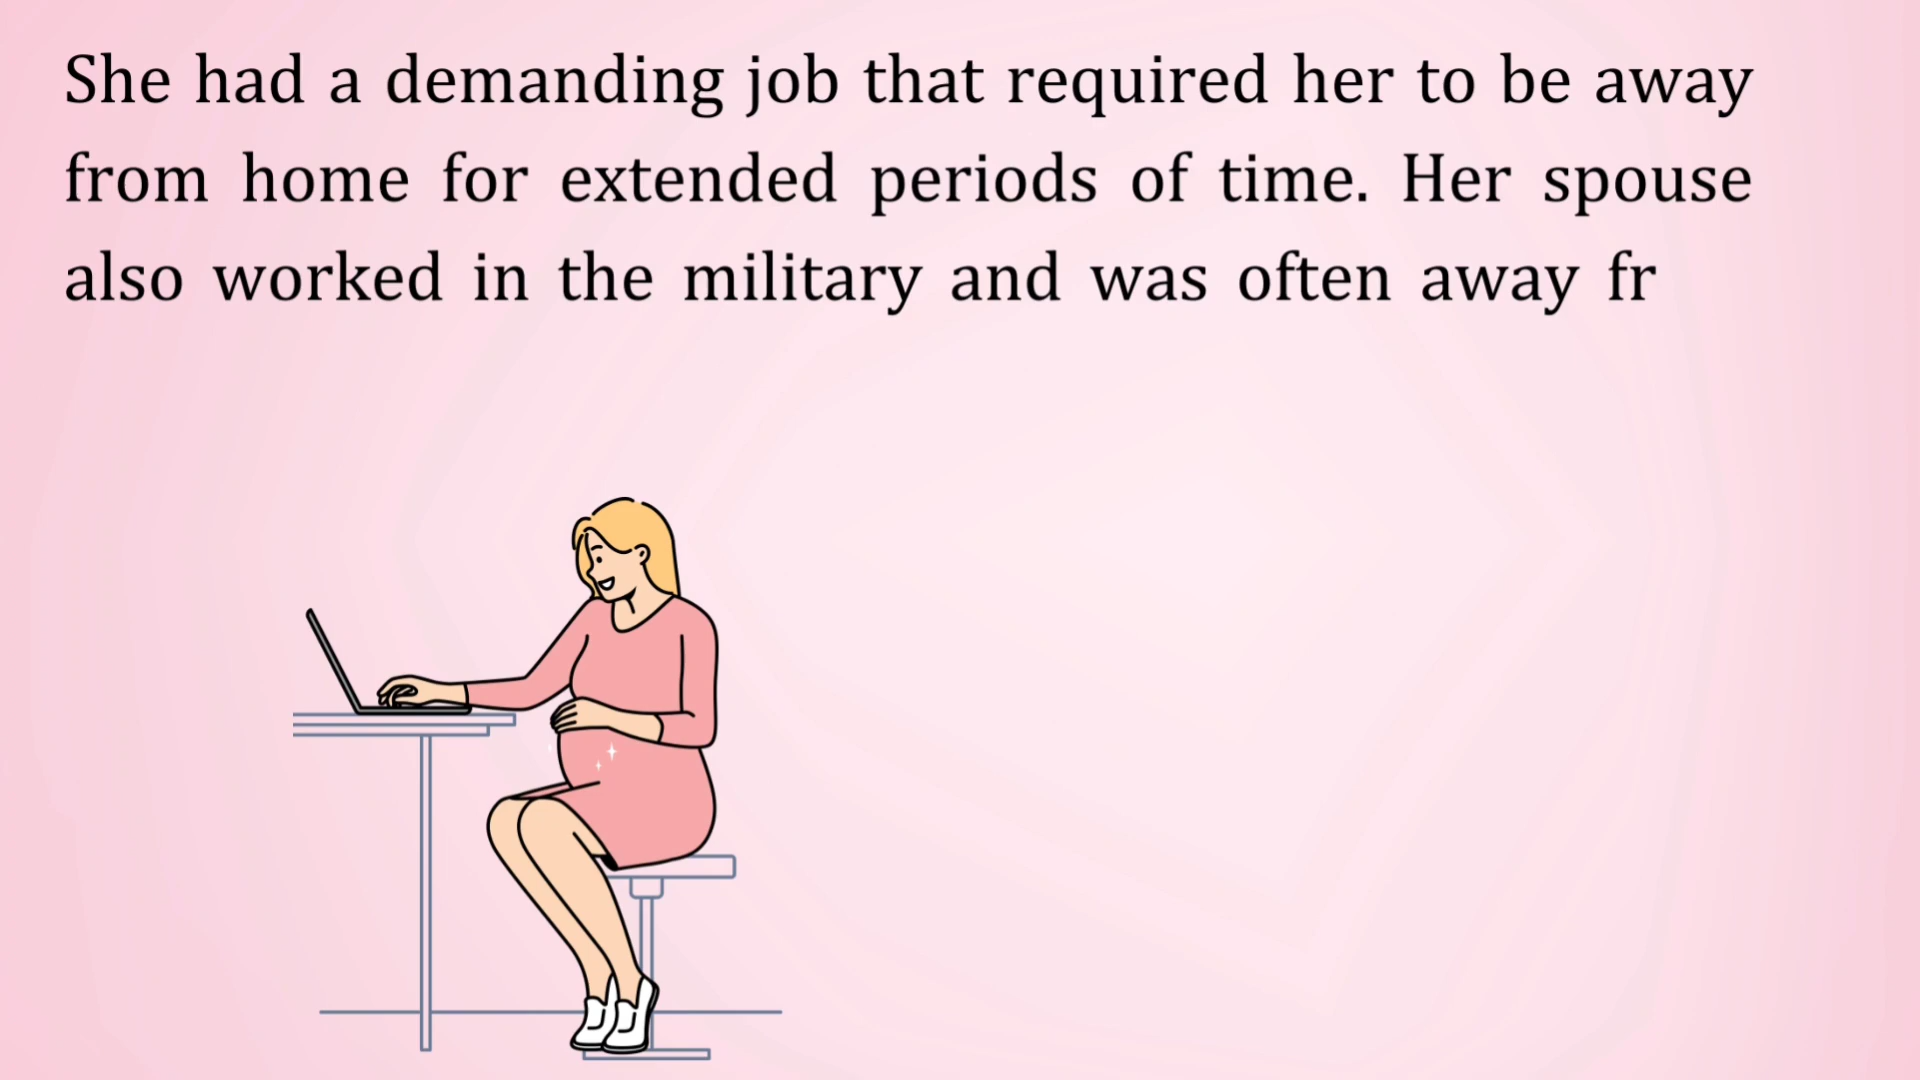 She had a demanding job that required her to be away
from home for extended periods of time. Her spouse
also worked in the military and was often away fr